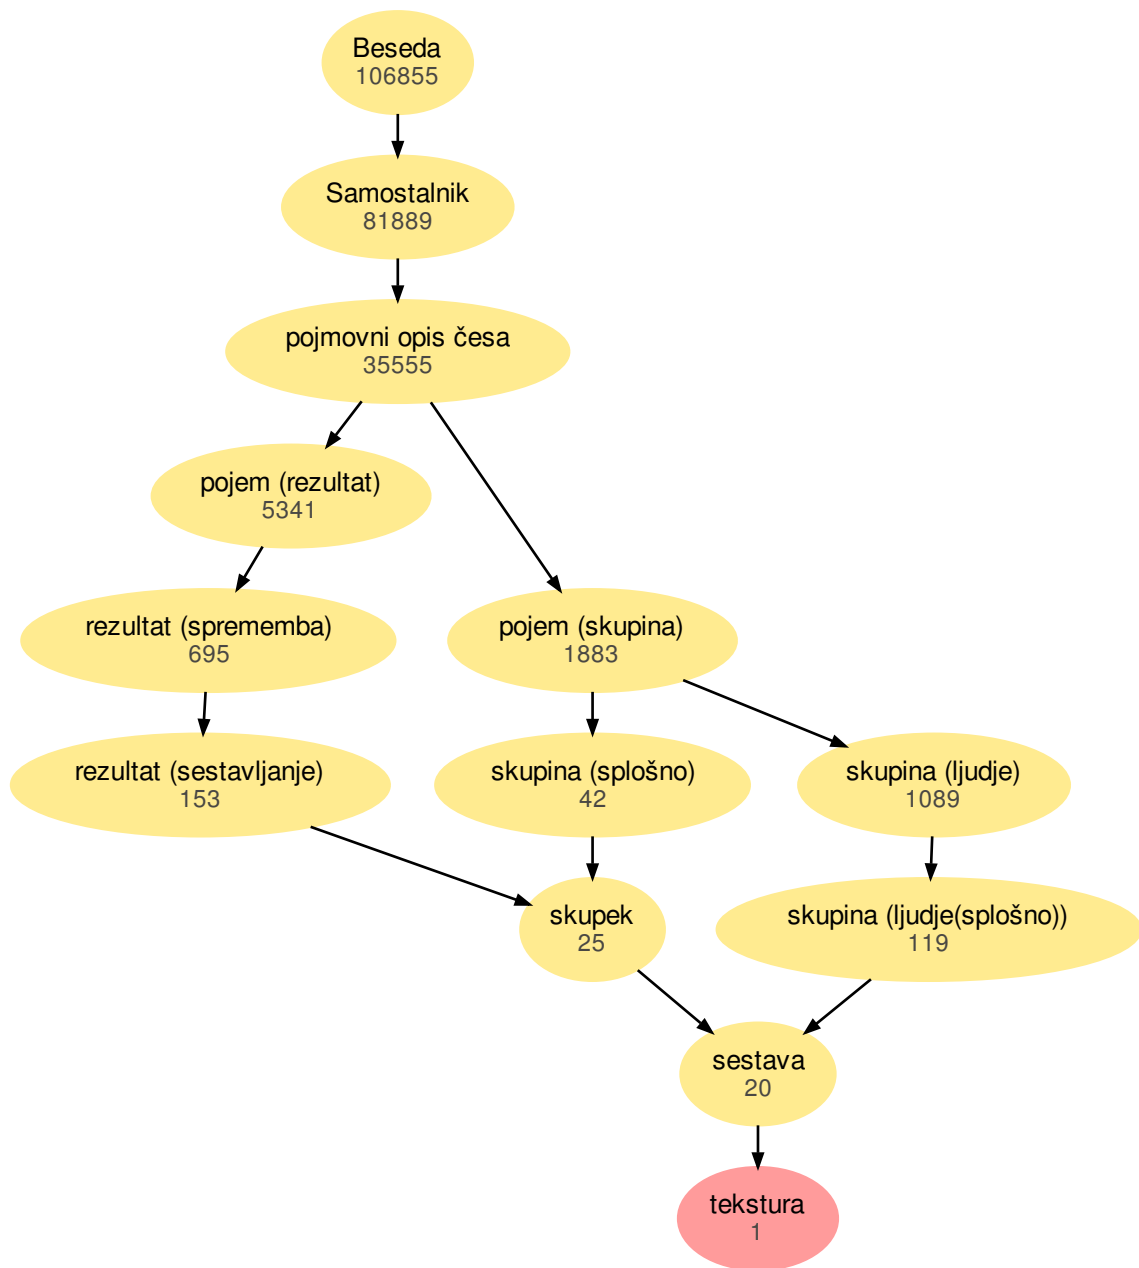 Beseda
106855
Samostalnik
81889
pojmovni opis česa
35555
pojem (rezultat)
5341
rezultat (sprememba)
695
pojem (skupina)
1883
rezultat (sestavljanje)
153
skupina (splošno)
42
skupina (ljudje)
1089
skupek
25
skupina (ljudje(splošno))
119
sestava
20
tekstura
1